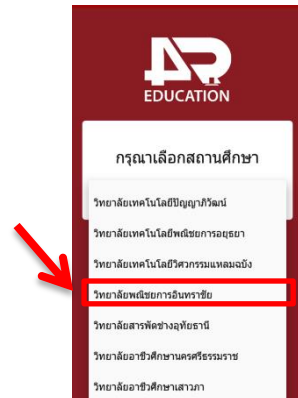 AR
EDUCATION
กรุณาเลือกสถานศึกษา
วิทยาลัยเทคโนโลยีปัญญาภิวัฒน์
วิทยาลัยเทคโนโลยีพณิชยการอยุธยา
วิทยาลัยเทคโนโลยีวิศวกรรมแหลมฉบัง
วิทยาลัยพณิชยการอินทราชัย
วิทยาลัยสารพัดช่างอุทัยธานี
วิทยาลัยอาชีวศึกษานครศรีธรรมราช
วิทยาลัยอาชีวศึกษาเสาวภา